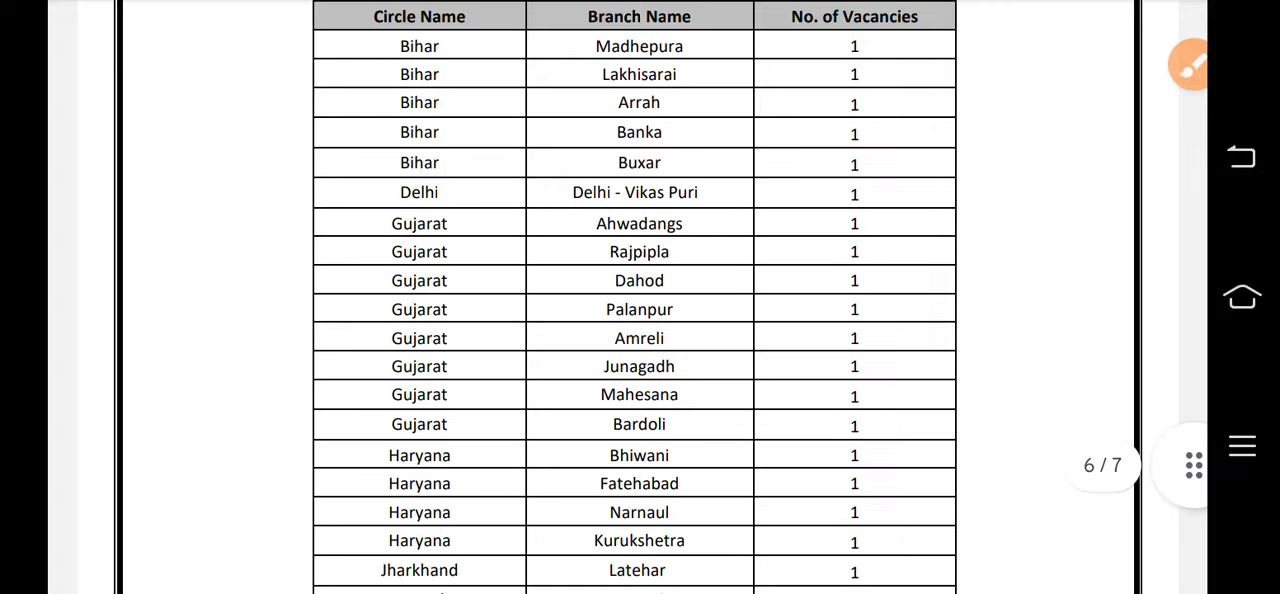 Circle Name Branch Name No. of Vacancies
Bihar Madhepura 1
Bihar Lakhisarai 1
Bihar Arrah 1
Bihar Banka 1
Bihar Buxar 1
Delhi Delhi - Vikas Puri 1
Gujarat Ahwadangs 1
Gujarat Rajpipla 1
Gujarat Dahod 1
Gujarat Palanpur 1
Gujarat Amreli 1
Gujarat Junagadh 1
Gujarat Mahesana 1
Gujarat Bardoli 1
Haryana Bhiwani 1
Haryana Fatehabad 1
Haryana Narnaul 1
Haryana Kurukshetra 1
Jharkhand Latehar 1
6 / 7